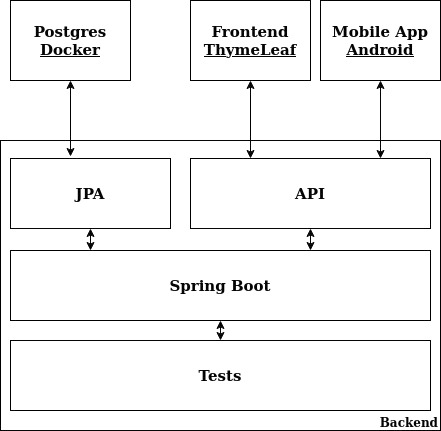 Postgres
Docker
Frontend
ThymeLeaf
Mobile App
Android
JPA
API
Spring Boot
Tests
Backend